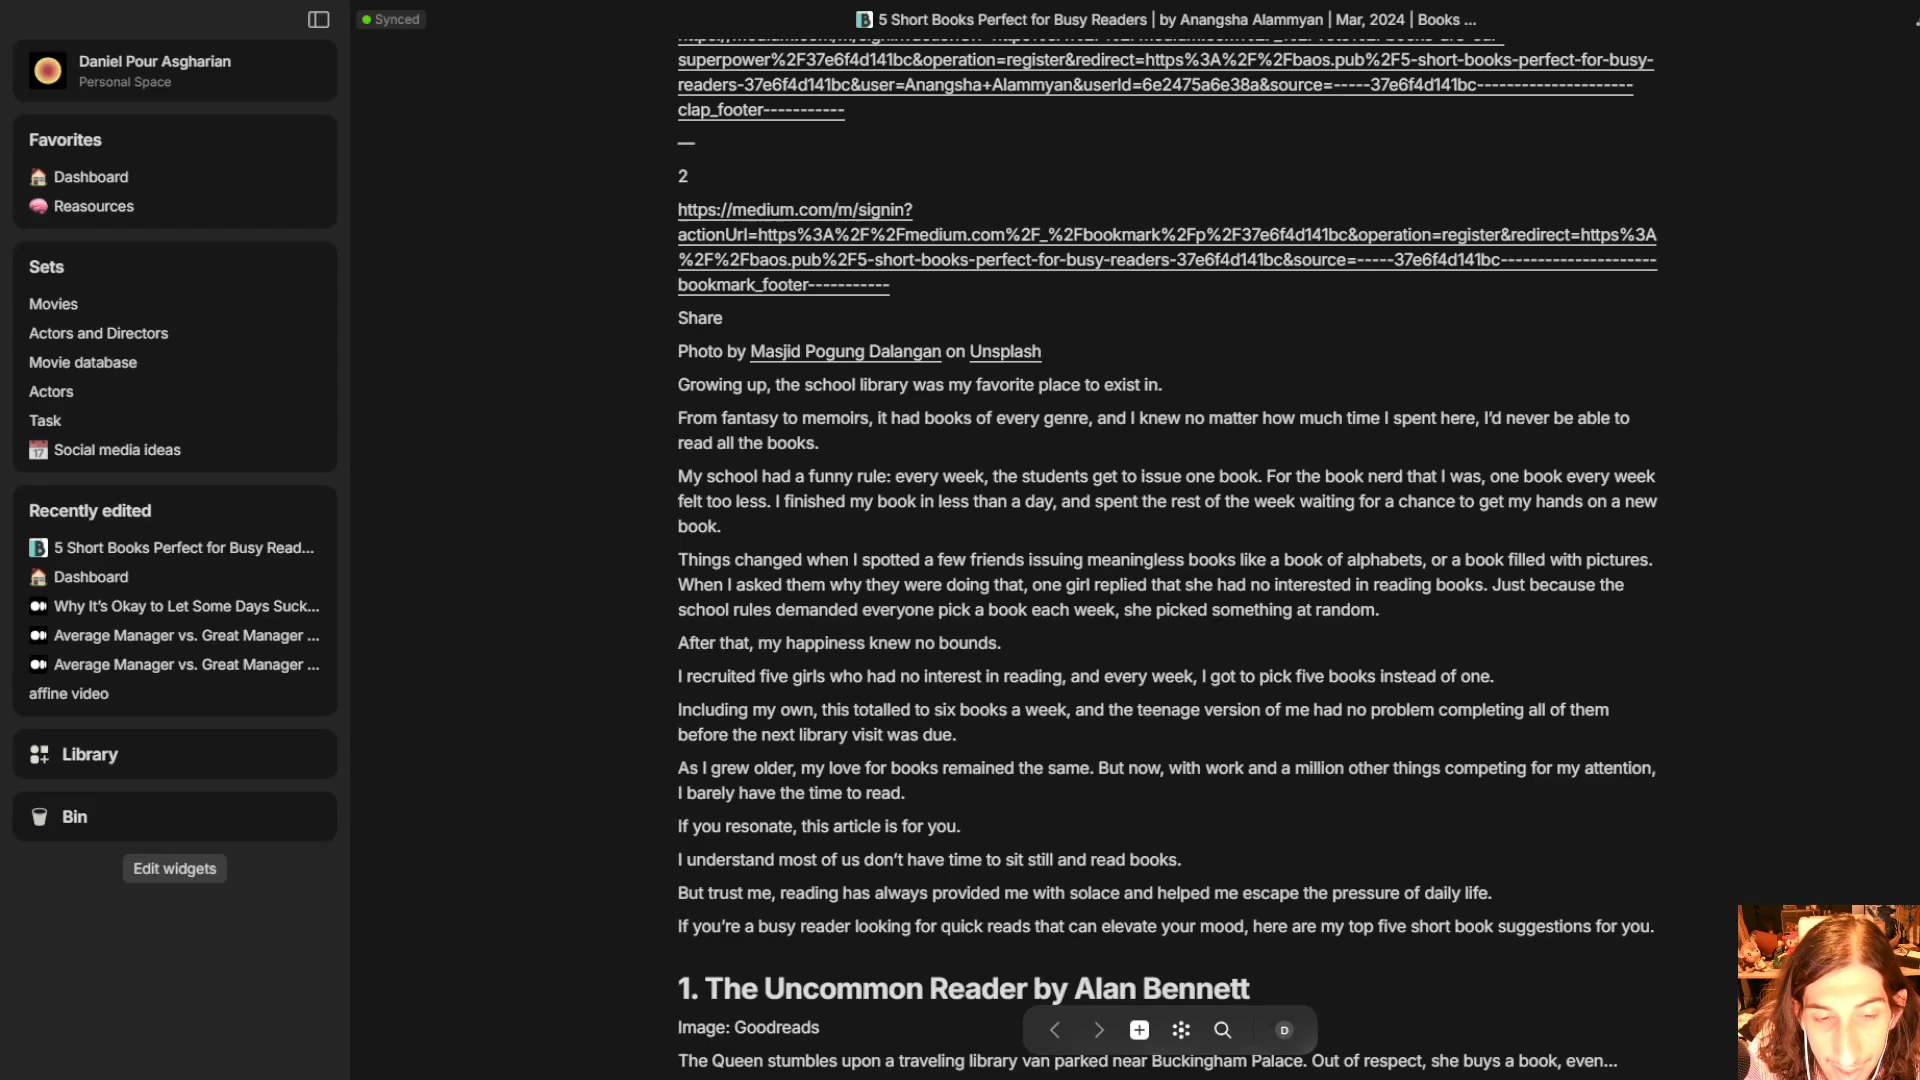 Synced
5 Short Books Perfect for Busy Readers | by Anangsha Alammyan | Mar, 2024 | Books ...
Daniel Pour Asgharian
Personal Space
Favorites
Dashboard
Reasources
Sets
Movies
Actors and Directors
Movie database
Actors
Task
Social media ideas
Recently edited
5 Short Books Perfect for Busy Read...
Dashboard
Why It's Okay to Let Some Days Suck...
Average Manager vs. Great Manager ...
Average Manager vs. Great Manager ...
affine video
Library
Bin
Edit widgets
superpower%2F37e6f4d141bc&operation=register&redirect=https%3A%2F%2Fbaos.pub%2F5-short-books-perfect-for-busy-
readers-37e6f4d141bc&user=Anangsha+Alammyan&userId=6e2475a6e38a&source=-----37e6f4d141bc---------------------
clap_footer-----------
—
2
https://medium.com/m/signin?
actionUrl=https%3A%2F%2Fmedium.com%2F_%2Fbookmark%2Fp%2F37e6f4d141bc&operation=register&redirect=https%3A
%2F%2Fbaos.pub%2F5-short-books-perfect-for-busy-readers-37e6f4d141bc&source=-----37e6f4d141bc---------------------
bookmark_footer-----------
Share
Photo by Masjid Pogung Dalangan on Unsplash
Growing up, the school library was my favorite place to exist in.
From fantasy to memoirs, it had books of every genre, and I knew no matter how much time I spent here, I'd never be able to
read all the books.
My school had a funny rule: every week, the students get to issue one book. For the book nerd that I was, one book every week
felt too less. I finished my book in less than a day, and spent the rest of the week waiting for a chance to get my hands on a new
book.
Things changed when I spotted a few friends issuing meaningless books like a book of alphabets, or a book filled with pictures.
When I asked them why they were doing that, one girl replied that she had no interested in reading books. Just because the
school rules demanded everyone pick a book each week, she picked something at random.
After that, my happiness knew no bounds.
I recruited five girls who had no interest in reading, and every week, I got to pick five books instead of one.
Including my own, this totalled to six books a week, and the teenage version of me had no problem completing all of them
before the next library visit was due.
As I grew older, my love for books remained the same. But now, with work and a million other things competing for my attention,
I barely have the time to read.
If you resonate, this article is for you.
I understand most of us don't have time to sit still and read books.
But trust me, reading has always provided me with solace and helped me escape the pressure of daily life.
If you're a busy reader looking for quick reads that can elevate your mood, here are my top five short book suggestions for you.
1. The Uncommon Reader by Alan Bennett
Image: Goodreads
The Queen stumbles upon a traveling library van parked near Buckingham Palace. Out of respect, she buys a book, even...
D